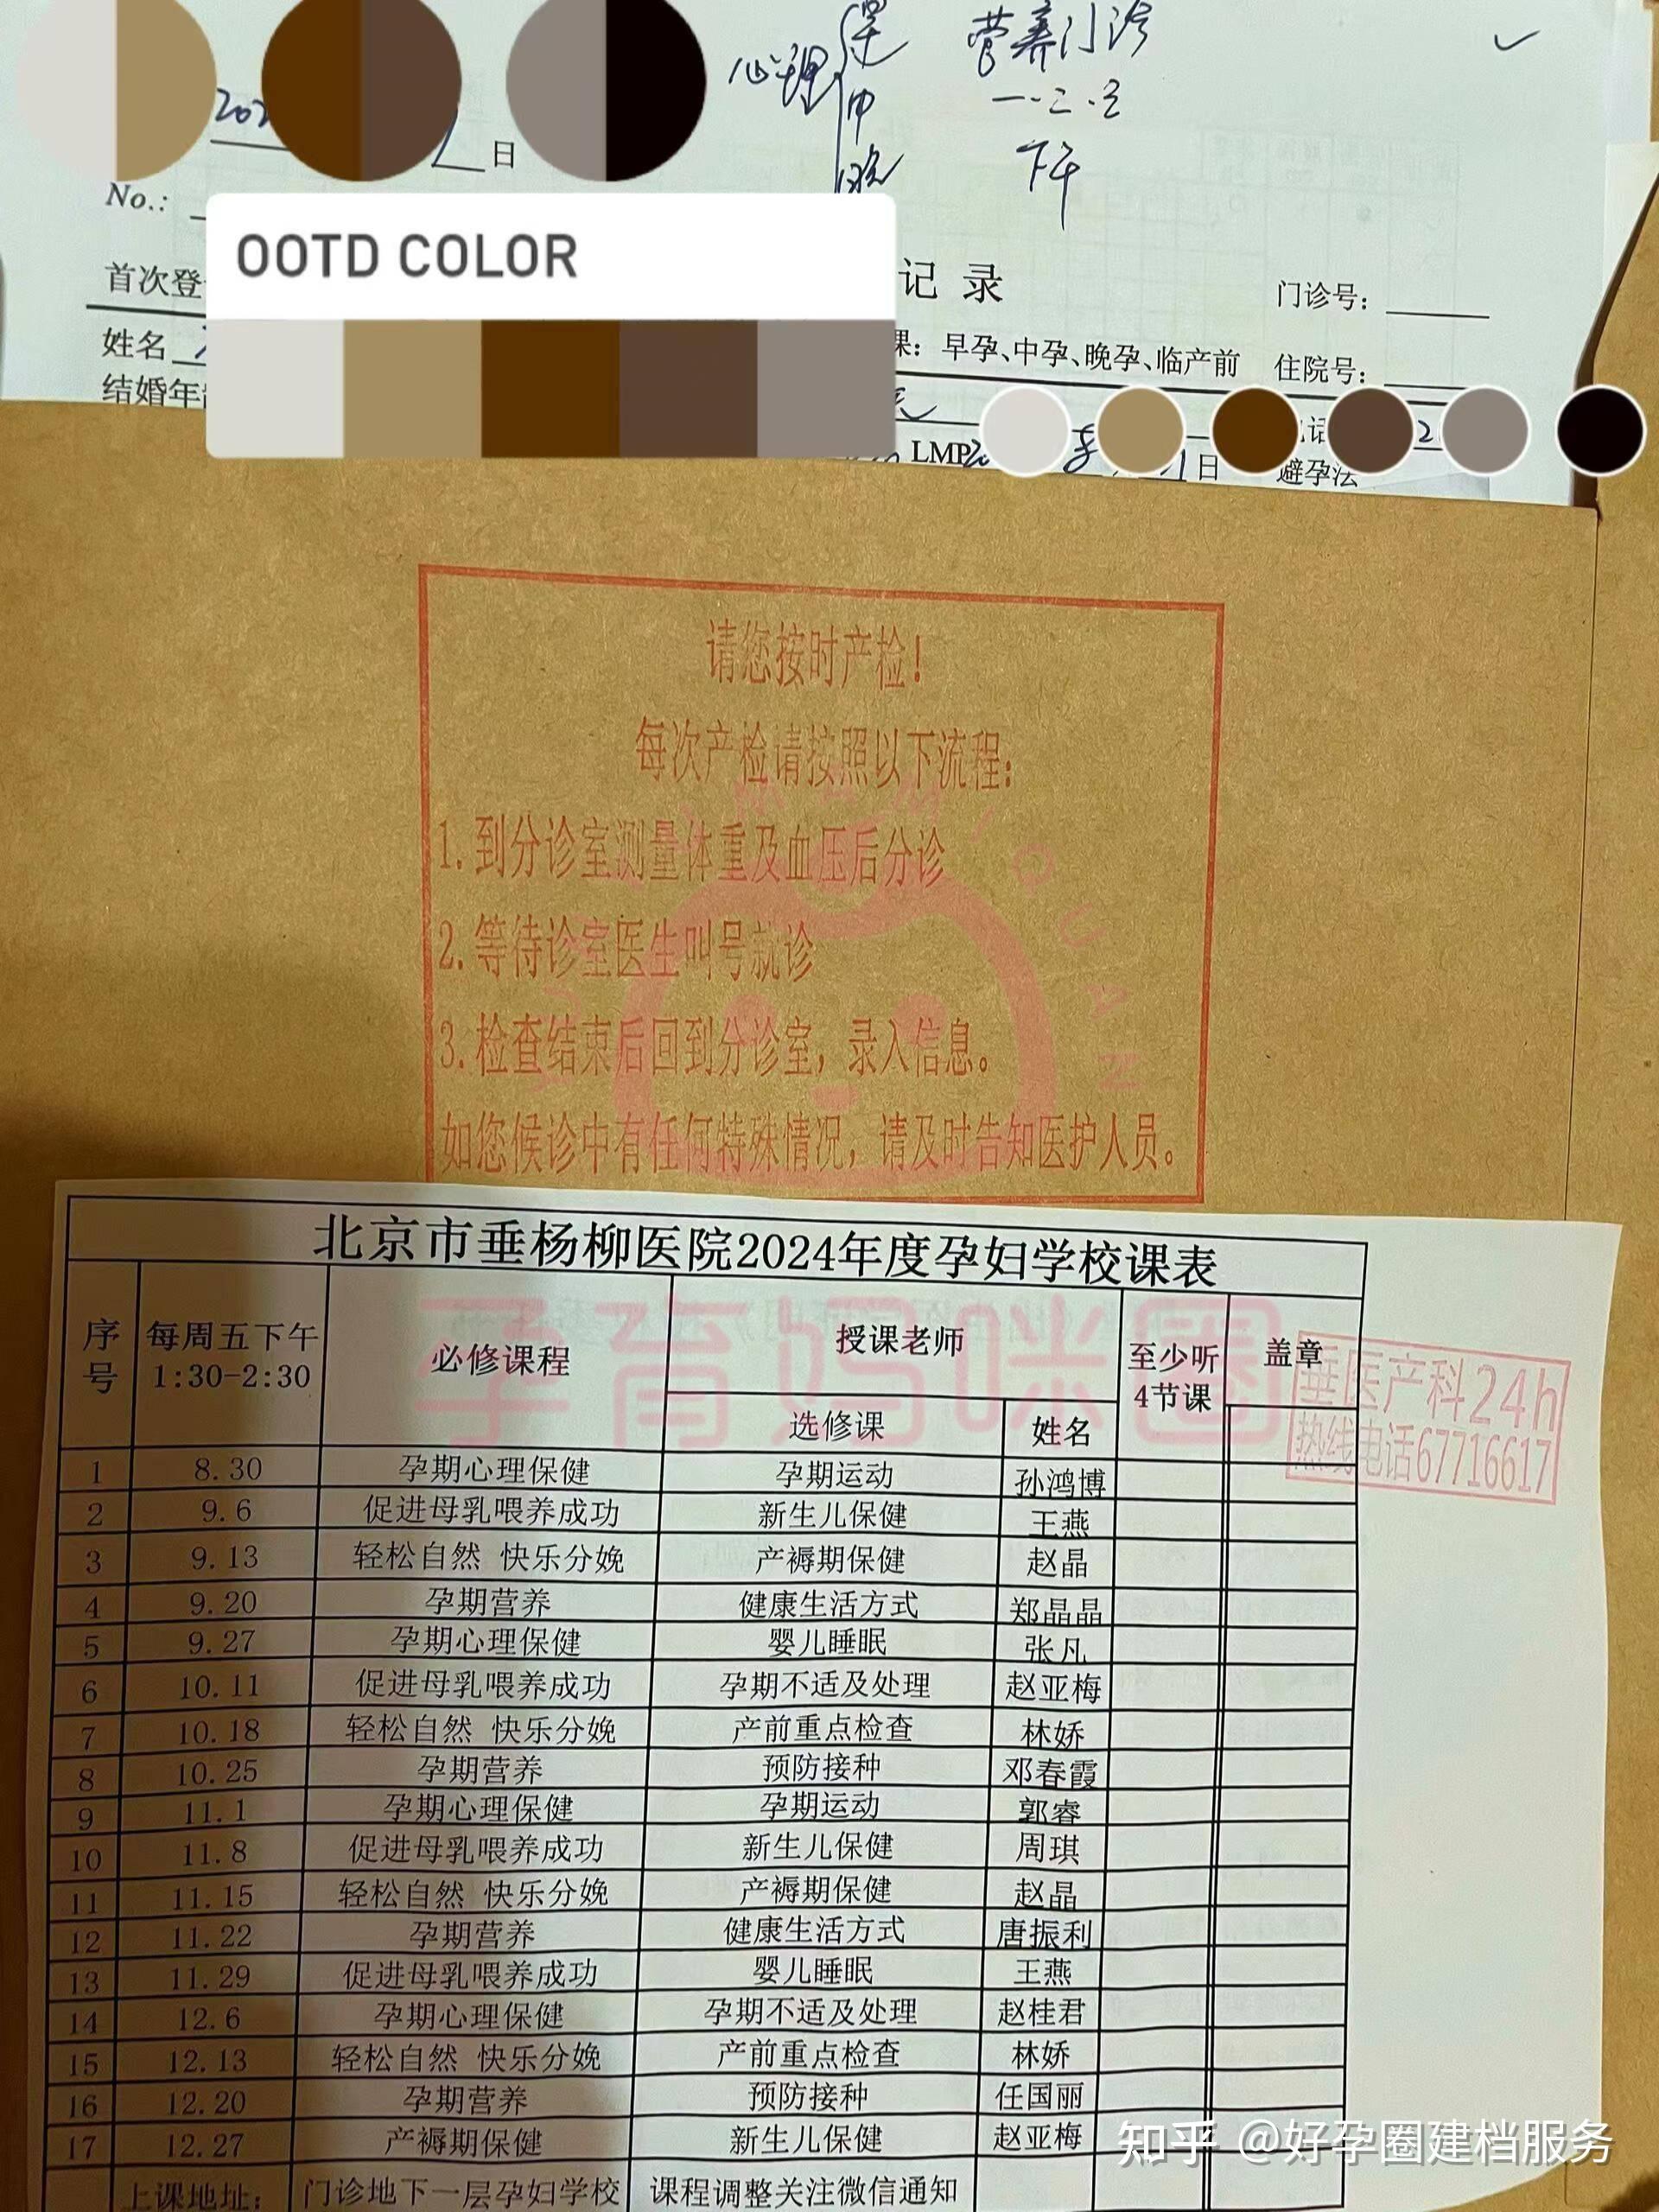 心理 早 营养门诊
中 一.二.三
晚 下午
202 日
No.:
OOTD COLOR
首次登 记 录 门诊号：
姓名 课：早孕、中孕、晚孕、临产前 住院号：
结婚年
LMP 日 避孕法
请您按时产检！
每次产检请按照以下流程：
1.到分诊室测量体重及血压后分诊
2.等待诊室医生叫号就诊
3.检查结束后回到分诊室，录入信息。
如您候诊中有任何特殊情况，请及时告知医护人员。
北京市垂杨柳医院2024年度孕妇学校课表
序号 每周五下午1:30-2:30 必修课程 授课老师 至少听4节课 盖章
选修课 姓名
垂医产科24h
热线电话67716617
孕育妈咪圈
1 8.30 孕期心理保健 孕期运动 孙鸿博
2 9.6 促进母乳喂养成功 新生儿保健 王燕
3 9.13 轻松自然 快乐分娩 产褥期保健 赵晶
4 9.20 孕期营养 健康生活方式 郑晶晶
5 9.27 孕期心理保健 婴儿睡眠 张凡
6 10.11 促进母乳喂养成功 孕期不适及处理 赵亚梅
7 10.18 轻松自然 快乐分娩 产前重点检查 林娇
8 10.25 孕期营养 预防接种 邓春霞
9 11.1 孕期心理保健 孕期运动 郭睿
10 11.8 促进母乳喂养成功 新生儿保健 周琪
11 11.15 轻松自然 快乐分娩 产褥期保健 赵晶
12 11.22 孕期营养 健康生活方式 唐振利
13 11.29 促进母乳喂养成功 婴儿睡眠 王燕
14 12.6 孕期心理保健 孕期不适及处理 赵桂君
15 12.13 轻松自然 快乐分娩 产前重点检查 林娇
16 12.20 孕期营养 预防接种 任国丽
17 12.27 产褥期保健 新生儿保健 赵亚梅
上课地址： 门诊地下一层孕妇学校 课程调整关注微信通知
知乎 @好孕圈建档服务